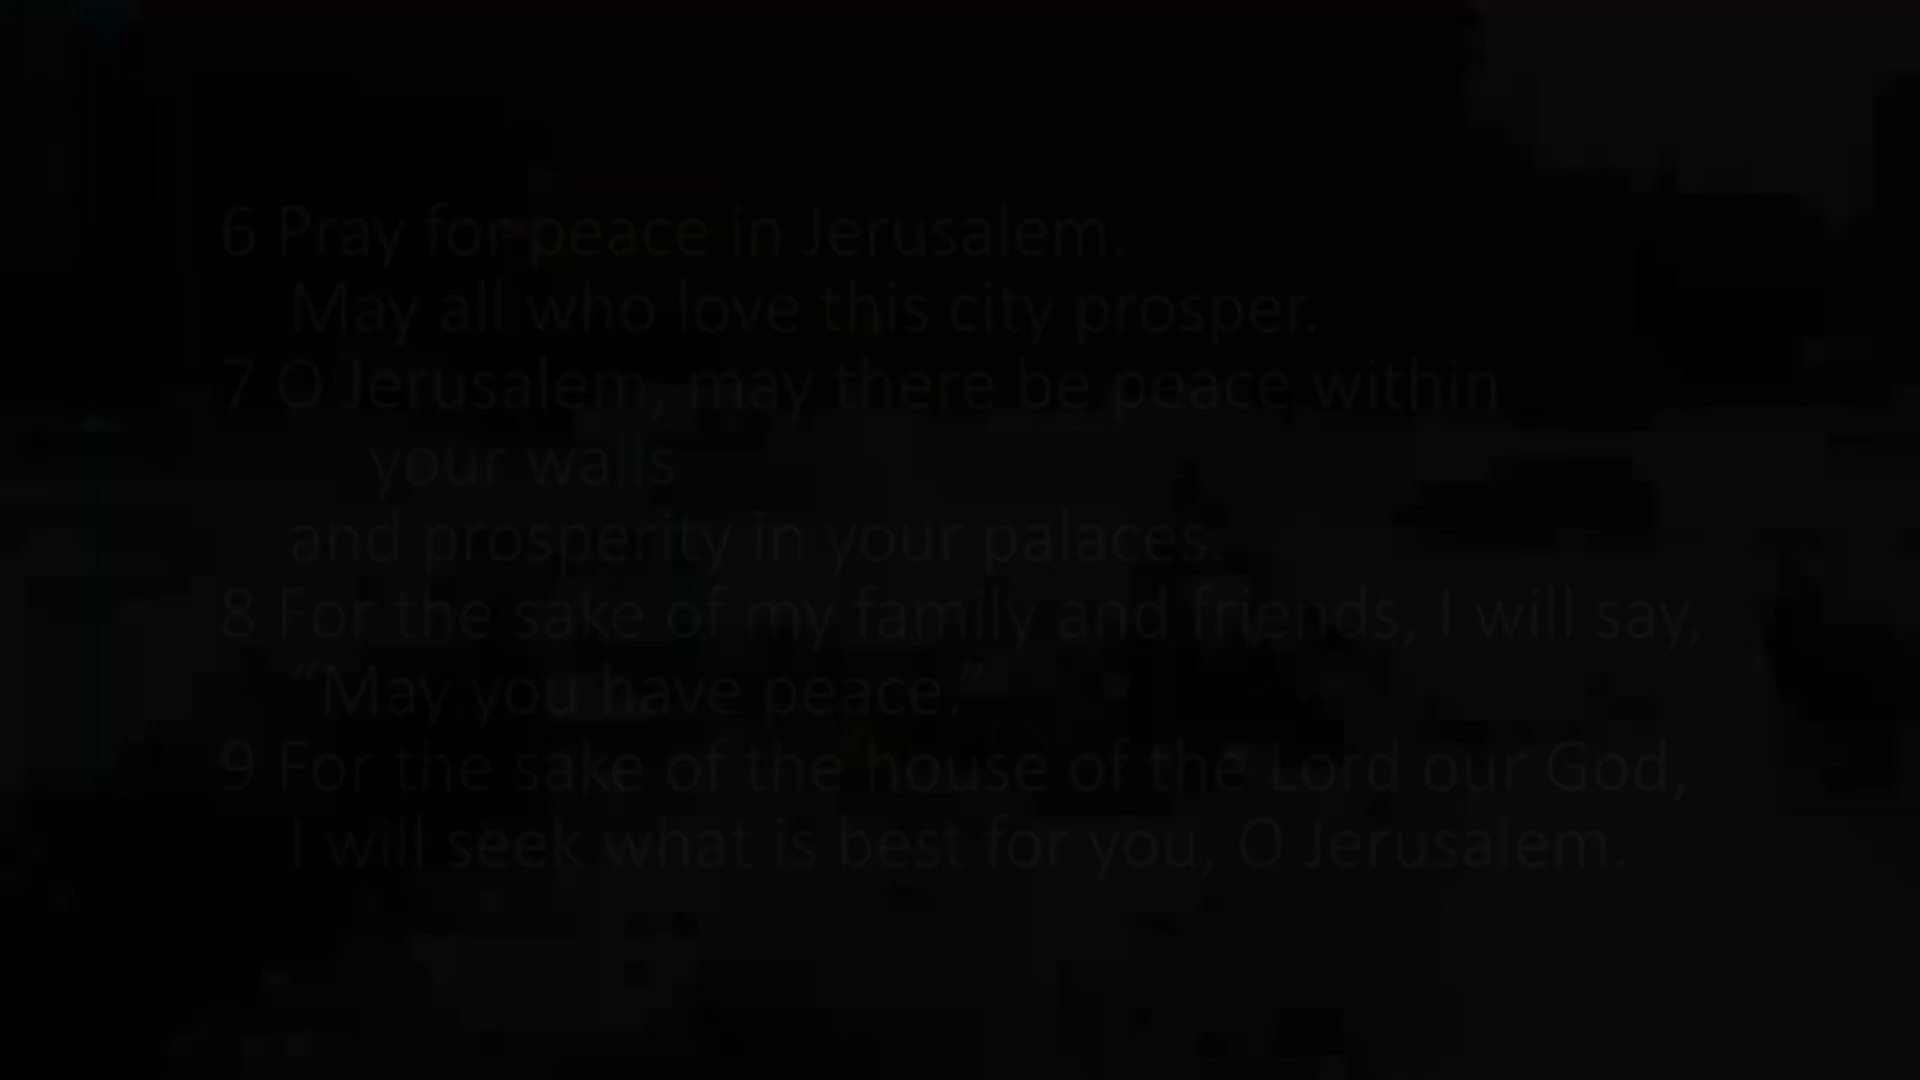 6 Pray for peace in Jerusalem.
May all who love this city prosper.
7 O Jerusalem, may there be peace within
your walls
and prosperity in your palaces.
8 For the sake of my family and friends, I will say,
“May you have peace.”
9 For the sake of the house of the Lord our God,
I will seek what is best for you, O Jerusalem.